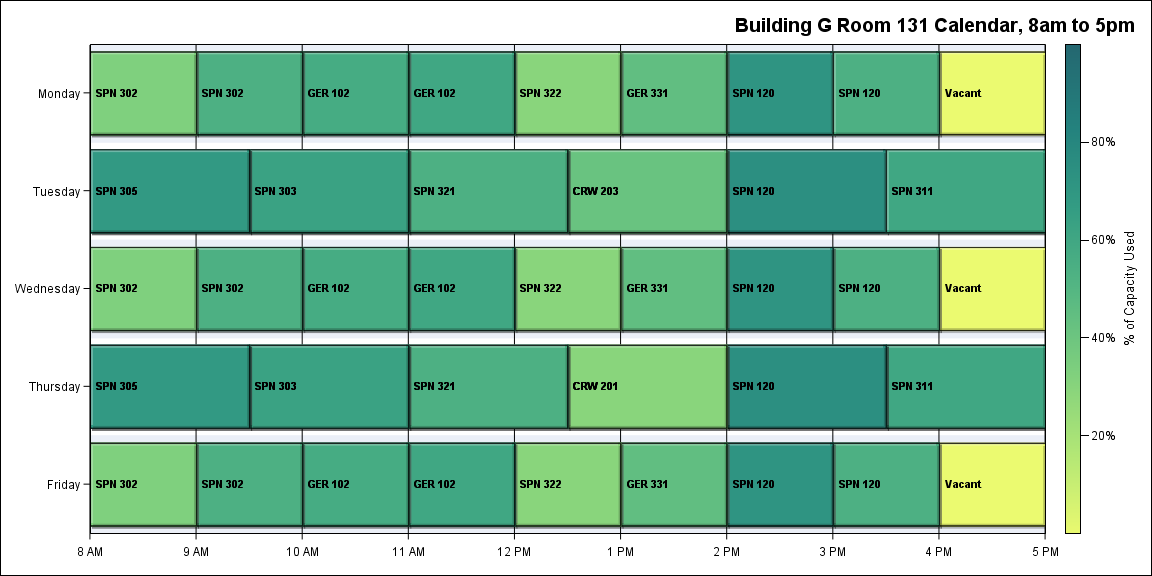 Building G Room 131 Calendar, 8am to 5pm
Monday
SPN 302
SPN 302
GER 102
GER 102
SPN 322
GER 331
SPN 120
SPN 120
Vacant
Tuesday
SPN 305
SPN 303
SPN 321
CRW 203
SPN 120
SPN 311
Wednesday
SPN 302
SPN 302
GER 102
GER 102
SPN 322
GER 331
SPN 120
SPN 120
Vacant
Thursday
SPN 305
SPN 303
SPN 321
CRW 201
SPN 120
SPN 311
Friday
SPN 302
SPN 302
GER 102
GER 102
SPN 322
GER 331
SPN 120
SPN 120
Vacant
8 AM
9 AM
10 AM
11 AM
12 PM
1 PM
2 PM
3 PM
4 PM
5 PM
80%
60%
40%
20%
% of Capacity Used